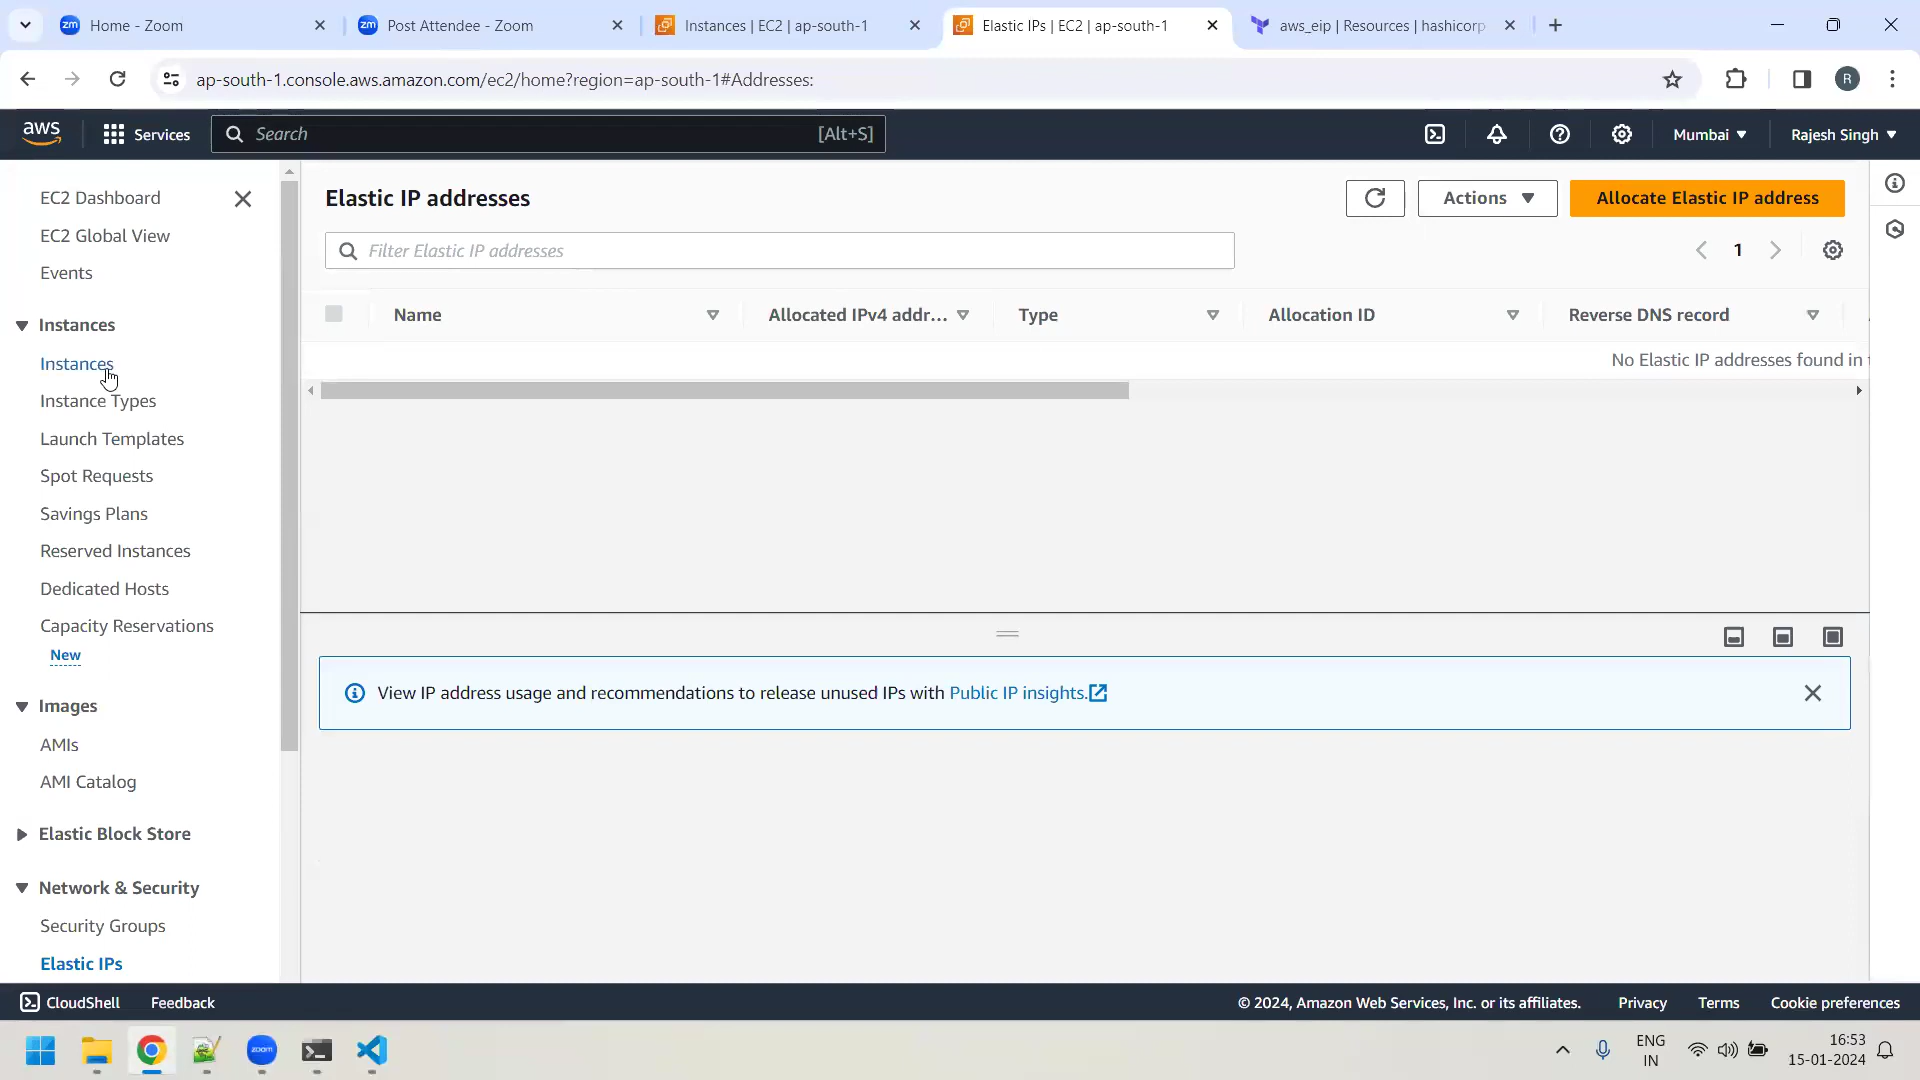 Home - Zoom
Post Attendee - Zoom
Instances | EC2 | ap-south-1
Elastic IPs | EC2 | ap-south-1
aws_eip | Resources | hashicorp
ap-south-1.console.aws.amazon.com/ec2/home?region=ap-south-1#Addresses:
R
aws
Services
Search
[Alt+S]
Mumbai
Rajesh Singh
EC2 Dashboard
EC2 Global View
Events
Instances
Instances
Instance Types
Launch Templates
Spot Requests
Savings Plans
Reserved Instances
Dedicated Hosts
Capacity Reservations
New
Images
AMIs
AMI Catalog
Elastic Block Store
Network & Security
Security Groups
Elastic IPs
Elastic IP addresses
Actions
Allocate Elastic IP address
Filter Elastic IP addresses
1
Name
Allocated IPv4 addr...
Type
Allocation ID
Reverse DNS record
No Elastic IP addresses found in
View IP address usage and recommendations to release unused IPs with Public IP insights.
CloudShell
Feedback
© 2024, Amazon Web Services, Inc. or its affiliates.
Privacy
Terms
Cookie preferences
zoom
ENG
IN
16:53
15-01-2024